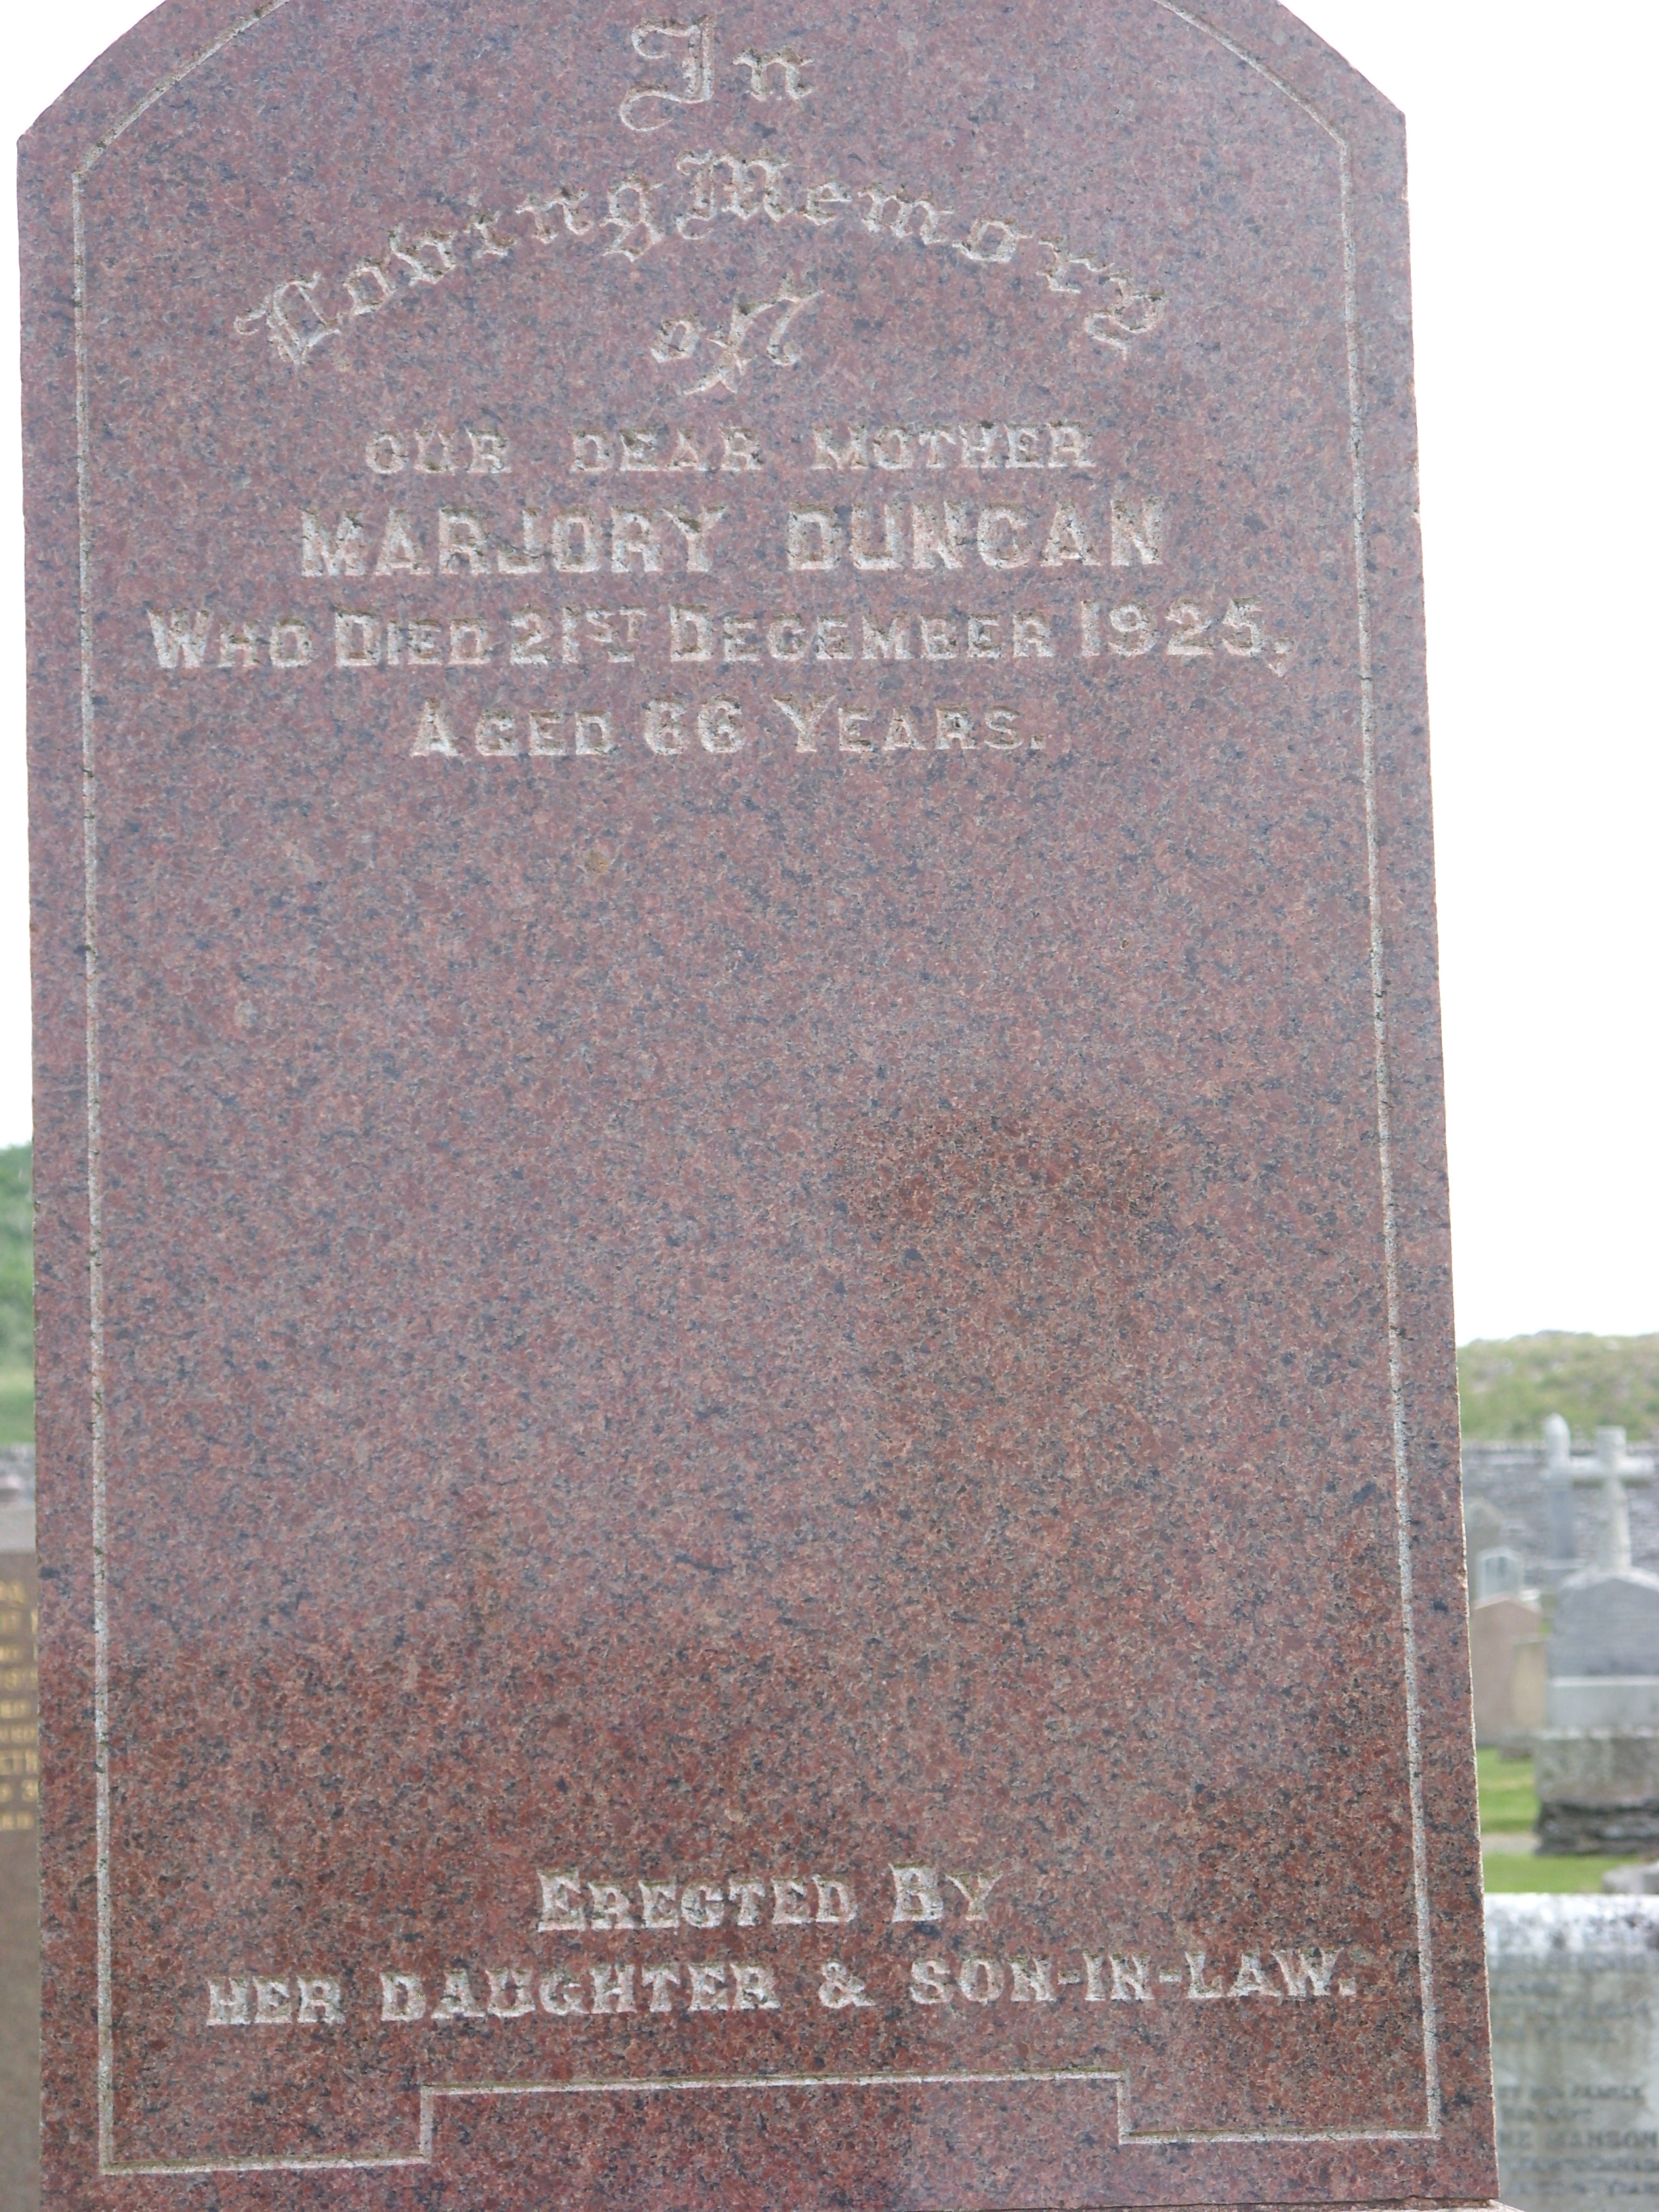 In
Loving Memory
of
OUR DEAR MOTHER
MARJORY DUNCAN
WHO DIED 21ST DECEMBER 1925,
AGED 66 YEARS.
ERECTED BY
HER DAUGHTER & SON-IN-LAW.
MANSON